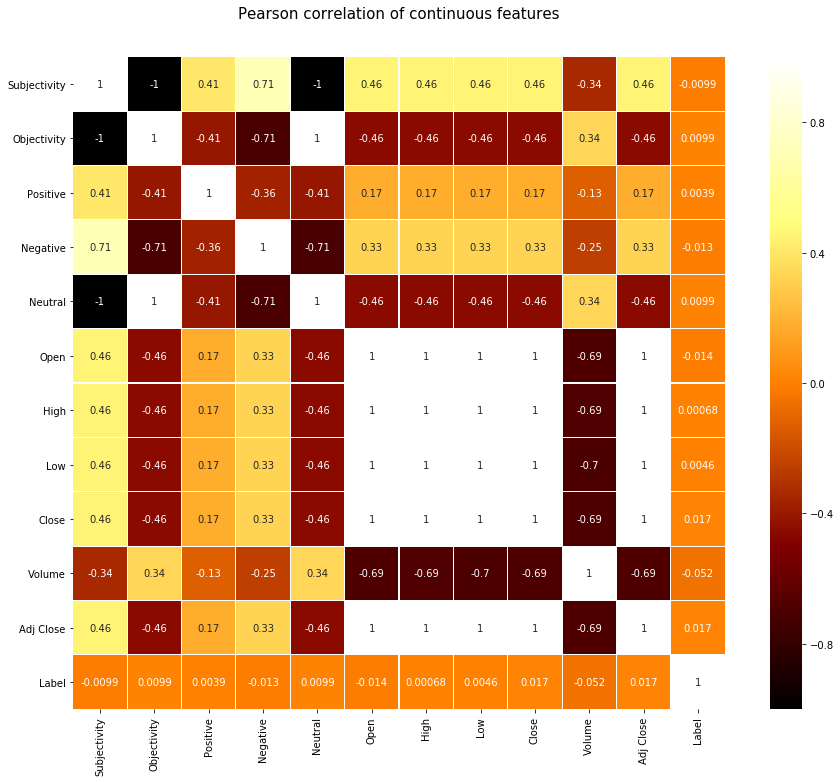 Pearson correlation of continuous features
Subjectivity 1 -1 0.41 0.71 -1 0.46 0.46 0.46 0.46 -0.34 0.46 -0.0099
Objectivity -1 1 -0.41 -0.71 1 -0.46 -0.46 -0.46 -0.46 0.34 -0.46 0.0099
Positive 0.41 -0.41 1 -0.36 -0.41 0.17 0.17 0.17 0.17 -0.13 0.17 0.0039
Negative 0.71 -0.71 -0.36 1 -0.71 0.33 0.33 0.33 0.33 -0.25 0.33 -0.013
Neutral -1 1 -0.41 -0.71 1 -0.46 -0.46 -0.46 -0.46 0.34 -0.46 0.0099
Open 0.46 -0.46 0.17 0.33 -0.46 1 1 1 1 -0.69 1 -0.014
High 0.46 -0.46 0.17 0.33 -0.46 1 1 1 1 -0.69 1 0.00068
Low 0.46 -0.46 0.17 0.33 -0.46 1 1 1 1 -0.7 1 0.0046
Close 0.46 -0.46 0.17 0.33 -0.46 1 1 1 1 -0.69 1 0.017
Volume -0.34 0.34 -0.13 -0.25 0.34 -0.69 -0.69 -0.7 -0.69 1 -0.69 -0.052
Adj Close 0.46 -0.46 0.17 0.33 -0.46 1 1 1 1 -0.69 1 0.017
Label -0.0099 0.0099 0.0039 -0.013 0.0099 -0.014 0.00068 0.0046 0.017 -0.052 0.017 1
Subjectivity Objectivity Positive Negative Neutral Open High Low Close Volume Adj Close Label
0.8
0.4
0.0
−0.4
−0.8